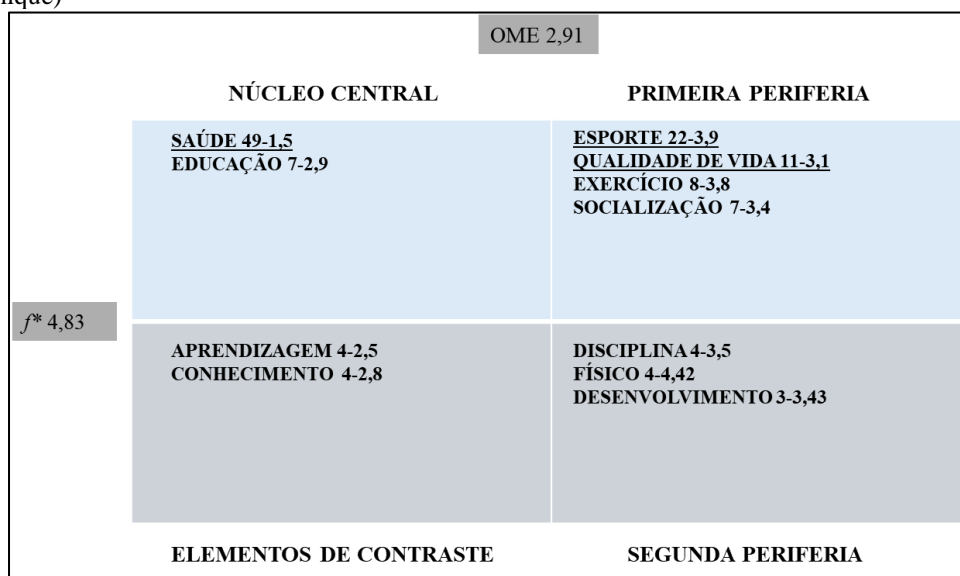 OME 2,91
NÚCLEO CENTRAL
PRIMEIRA PERIFERIA
SAÚDE 49-1,5
EDUCAÇÃO 7-2,9
ESPORTE 22-3,9
QUALIDADE DE VIDA 11-3,1
EXERCÍCIO 8-3,8
SOCIALIZAÇÃO 7-3,4
f* 4,83
APRENDIZAGEM 4-2,5
CONHECIMENTO 4-2,8
DISCIPLINA 4-3,5
FÍSICO 4-4,42
DESENVOLVIMENTO 3-3,43
ELEMENTOS DE CONTRASTE
SEGUNDA PERIFERIA